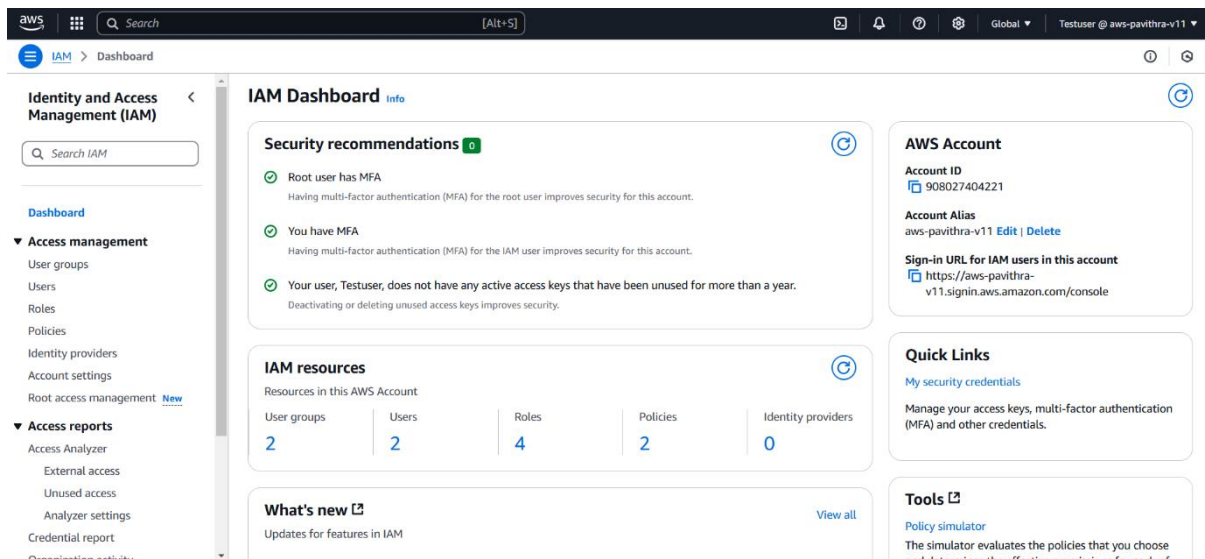 aws
Search [Alt+S]
Global ▼
Testuser @ aws-pavithra-v11 ▼
IAM > Dashboard
Identity and Access
Management (IAM)
Search IAM
Dashboard
▼ Access management
User groups
Users
Roles
Policies
Identity providers
Account settings
Root access management New
▼ Access reports
Access Analyzer
External access
Unused access
Analyzer settings
Credential report
Organization activity
IAM Dashboard Info
Security recommendations 0
Root user has MFA
Having multi-factor authentication (MFA) for the root user improves security for this account.
You have MFA
Having multi-factor authentication (MFA) for the IAM user improves security for this account.
Your user, Testuser, does not have any active access keys that have been unused for more than a year.
Deactivating or deleting unused access keys improves security.
IAM resources
Resources in this AWS Account
User groups Users Roles Policies Identity providers
2 2 4 2 0
What's new
View all
Updates for features in IAM
AWS Account
Account ID
908027404221
Account Alias
aws-pavithra-v11 Edit | Delete
Sign-in URL for IAM users in this account
https://aws-pavithra-
v11.signin.aws.amazon.com/console
Quick Links
My security credentials
Manage your access keys, multi-factor authentication
(MFA) and other credentials.
Tools
Policy simulator
The simulator evaluates the policies that you choose